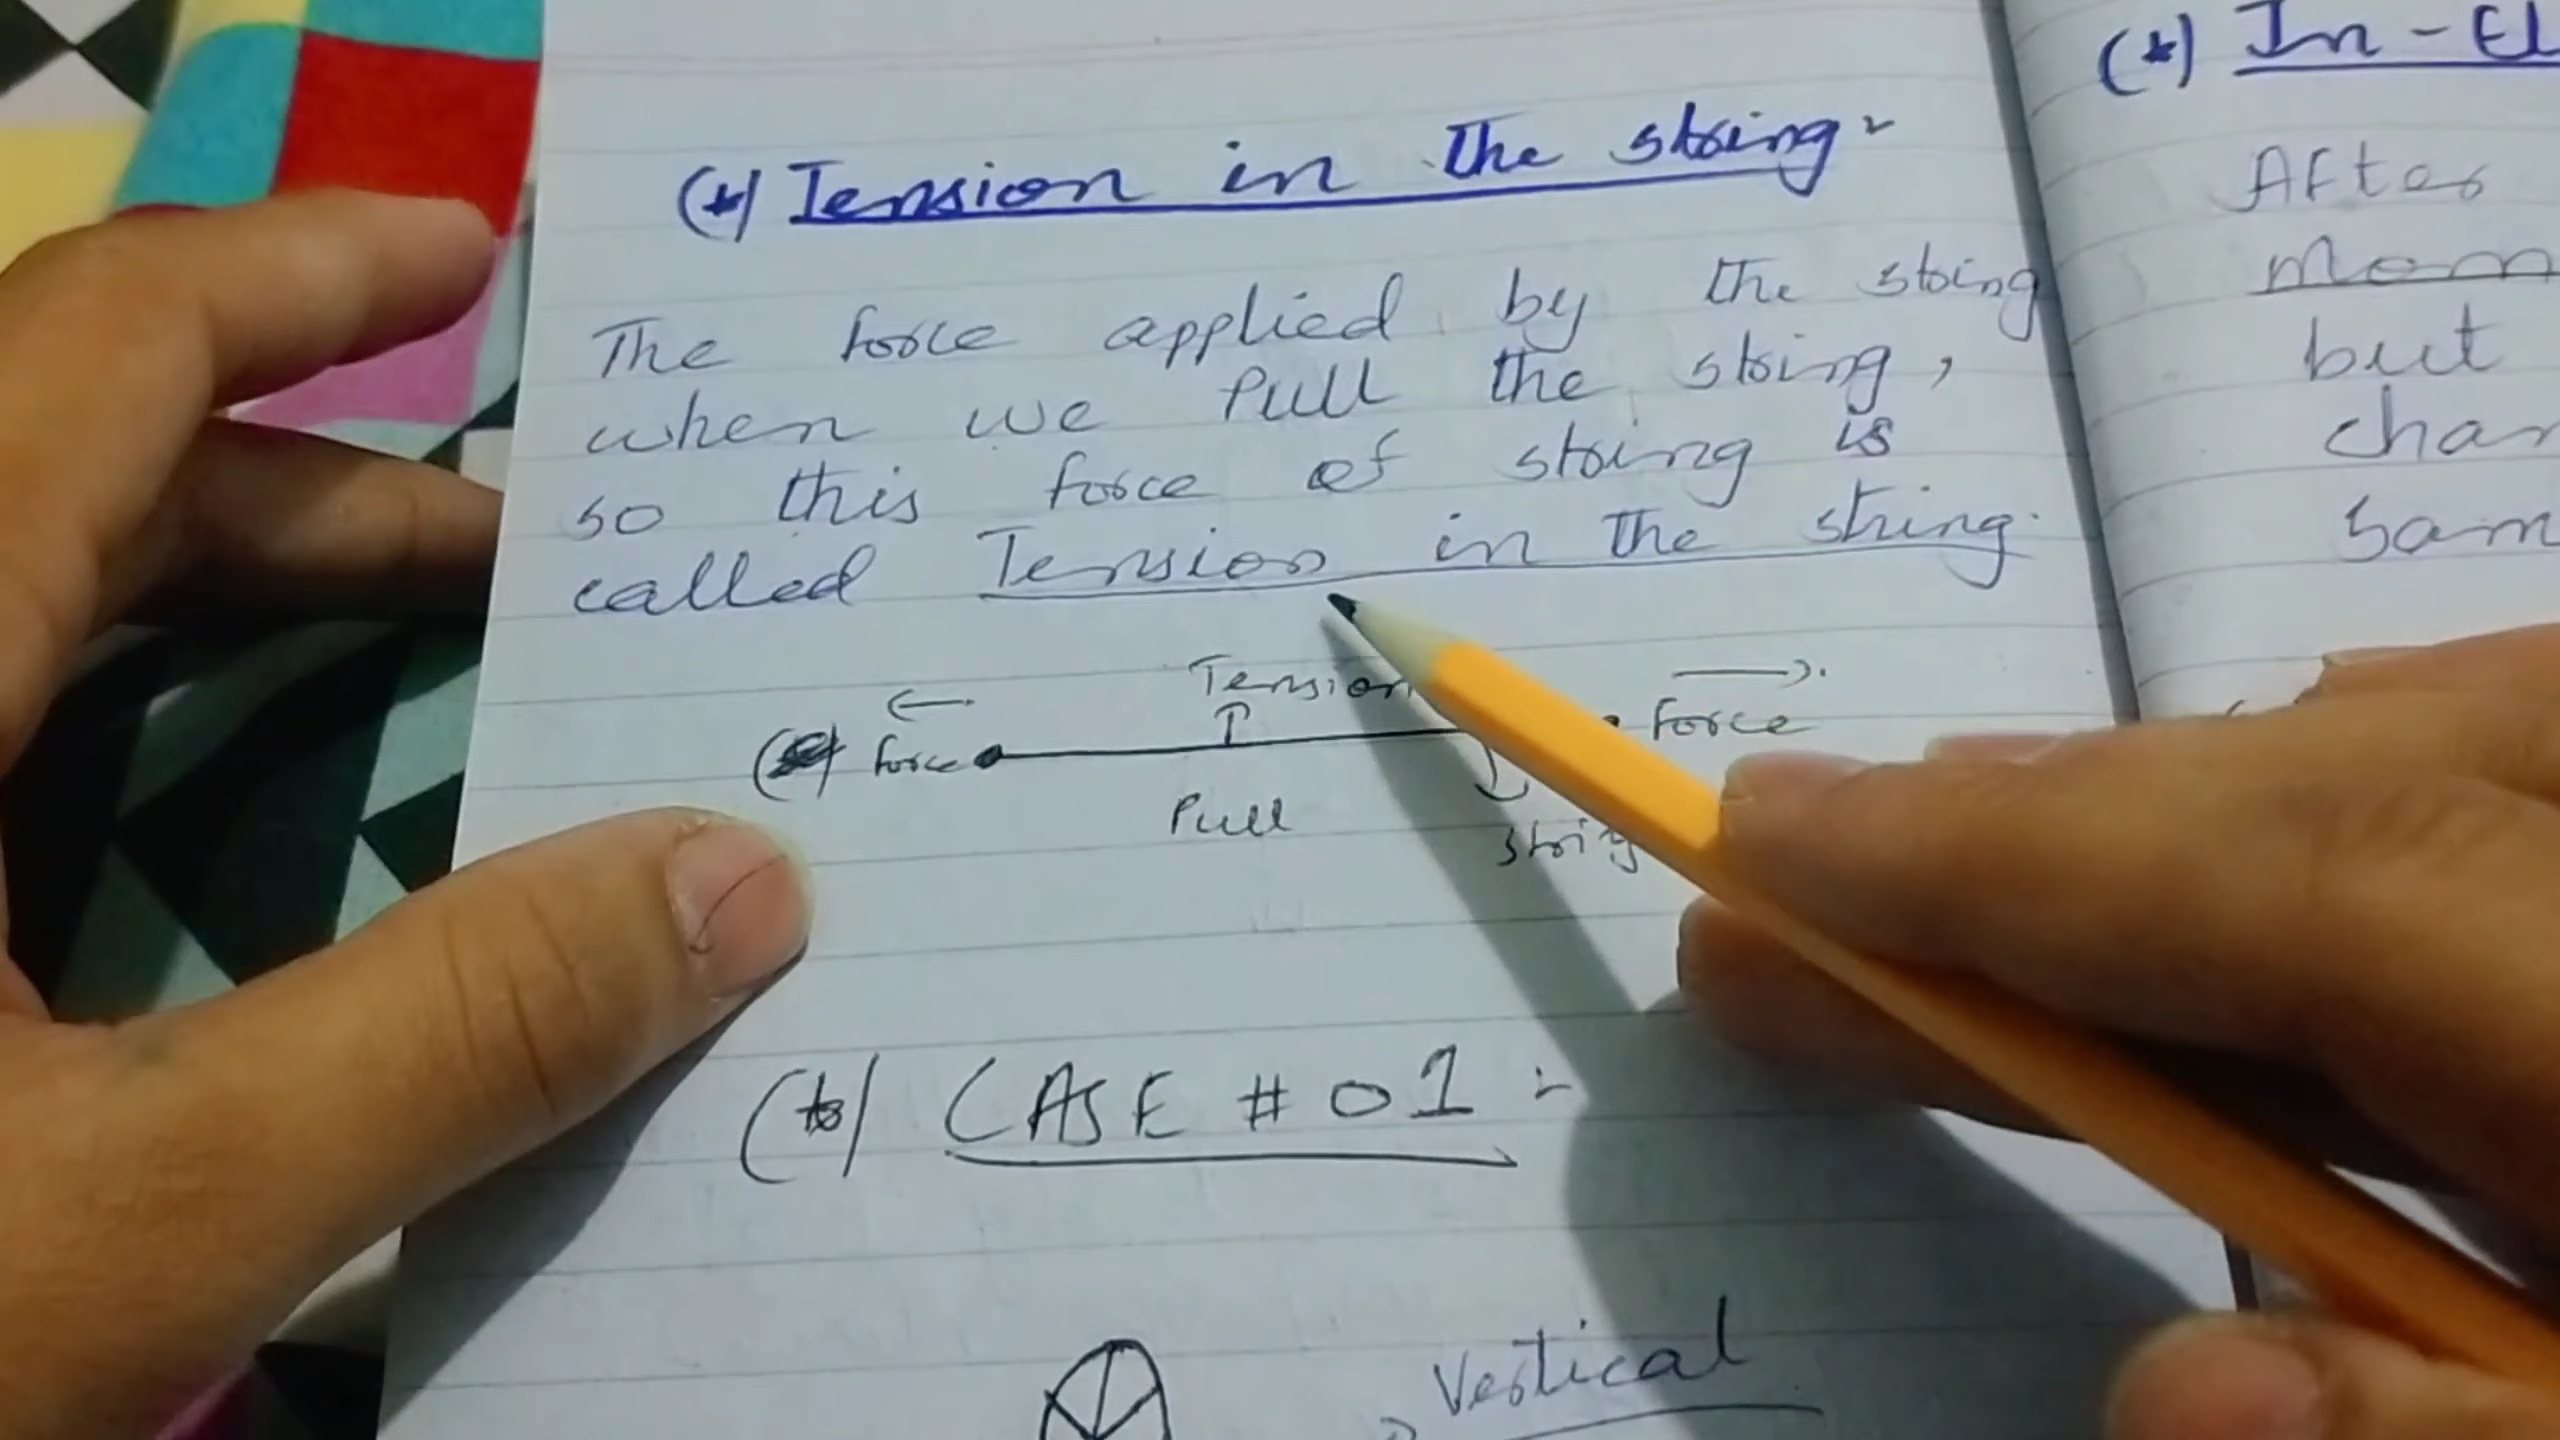 (*) Tension in the string:-
The force applied by the string
when we Pull the string,
so this force of string is
called Tension in the string.
Tension
force
Force
Pull
string
(*) CASE # 01 :-
Vertical
(*) In - El
After
mom
but
char
sam